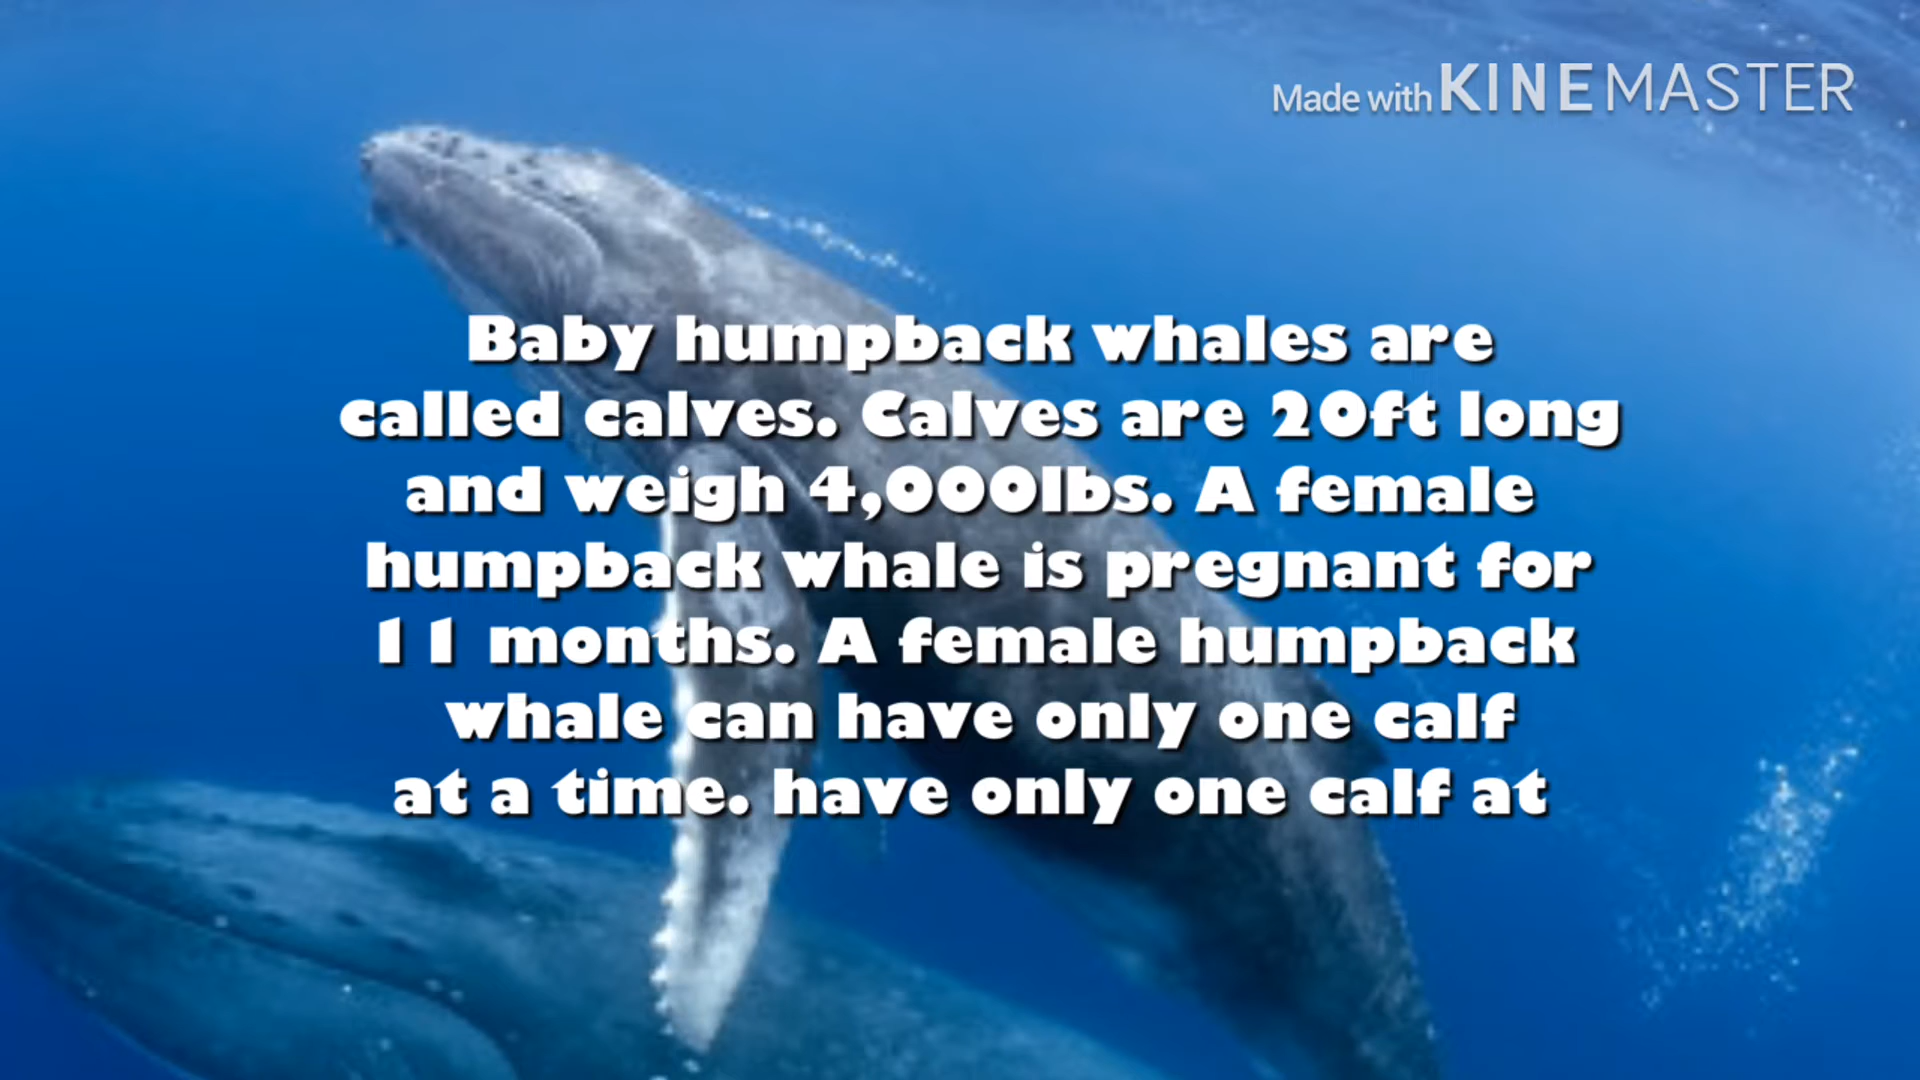 Made with KINEMASTER
Baby humpback whales are
called calves. Calves are 20ft long
and weigh 4,000lbs. A female
humpback whale is pregnant for
11 months. A female humpback
whale can have only one calf
at a time. have only one calf at